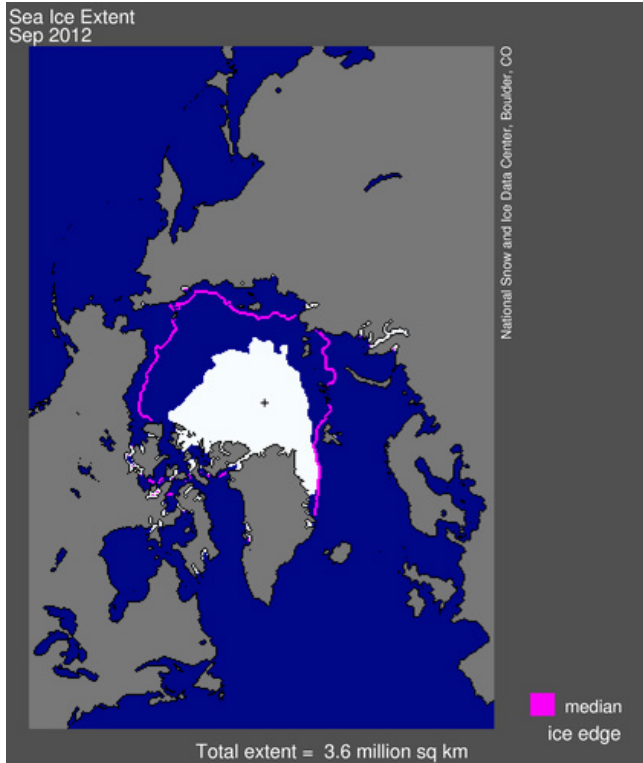 Sea Ice Extent
Sep 2012
National Snow and Ice Data Center, Boulder, CO
median
ice edge
Total extent = 3.6 million sq km